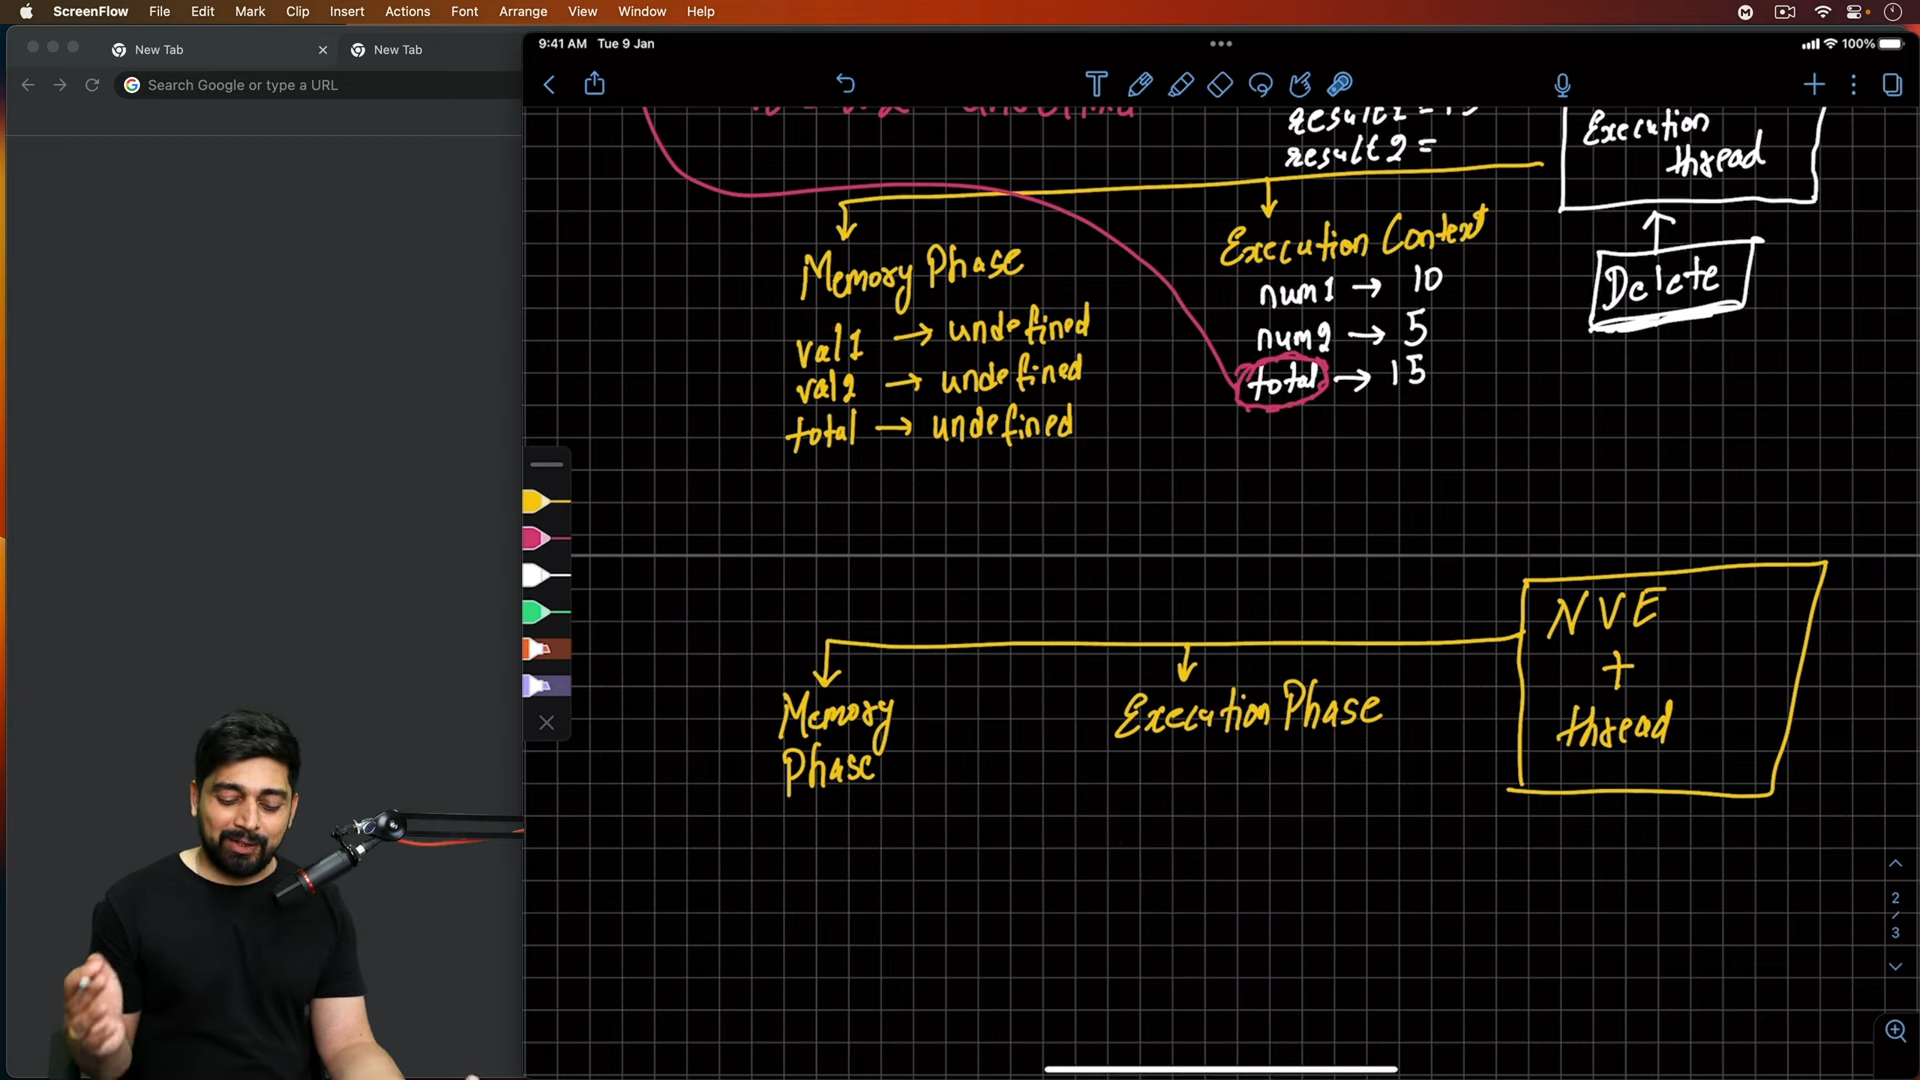 ScreenFlow File Edit Mark Clip Insert Actions Font Arrange View Window Help
New Tab
New Tab
Search Google or type a URL
9:41 AM Tue 9 Jan
100%
result2 =
Execution
thread
Delete
Memory Phase
val1 → undefined
val2 → undefined
total → undefined
Execution Context
num1 → 10
num2 → 5
total → 15
NVE
+
thread
Memory
Phase
Execution Phase
2
/
3